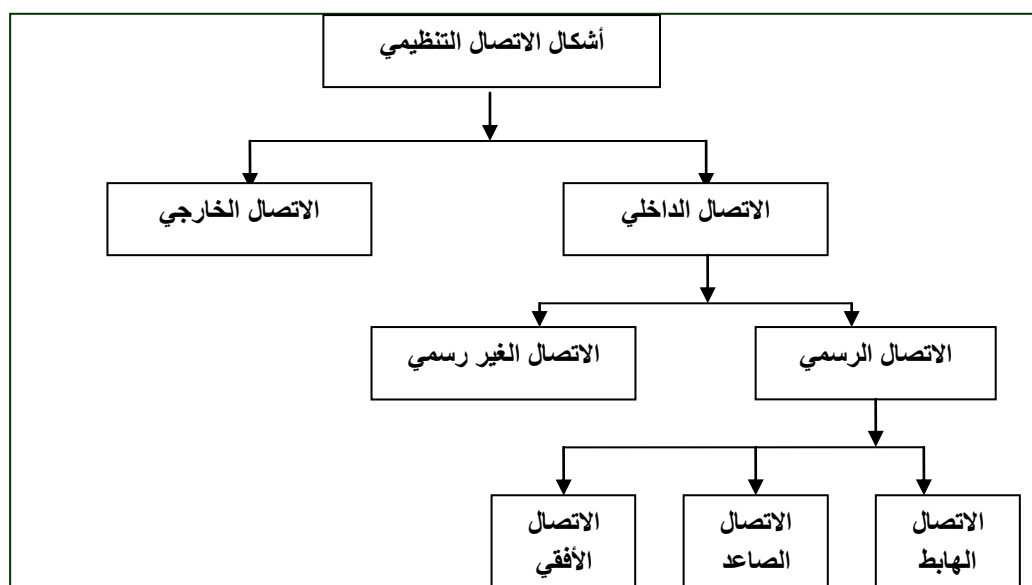 أشكال الاتصال التنظيمي
الاتصال الداخلي
الاتصال الخارجي
الاتصال الرسمي
الاتصال الغير رسمي
الاتصال
الهابط
الاتصال
الصاعد
الاتصال
الأفقي